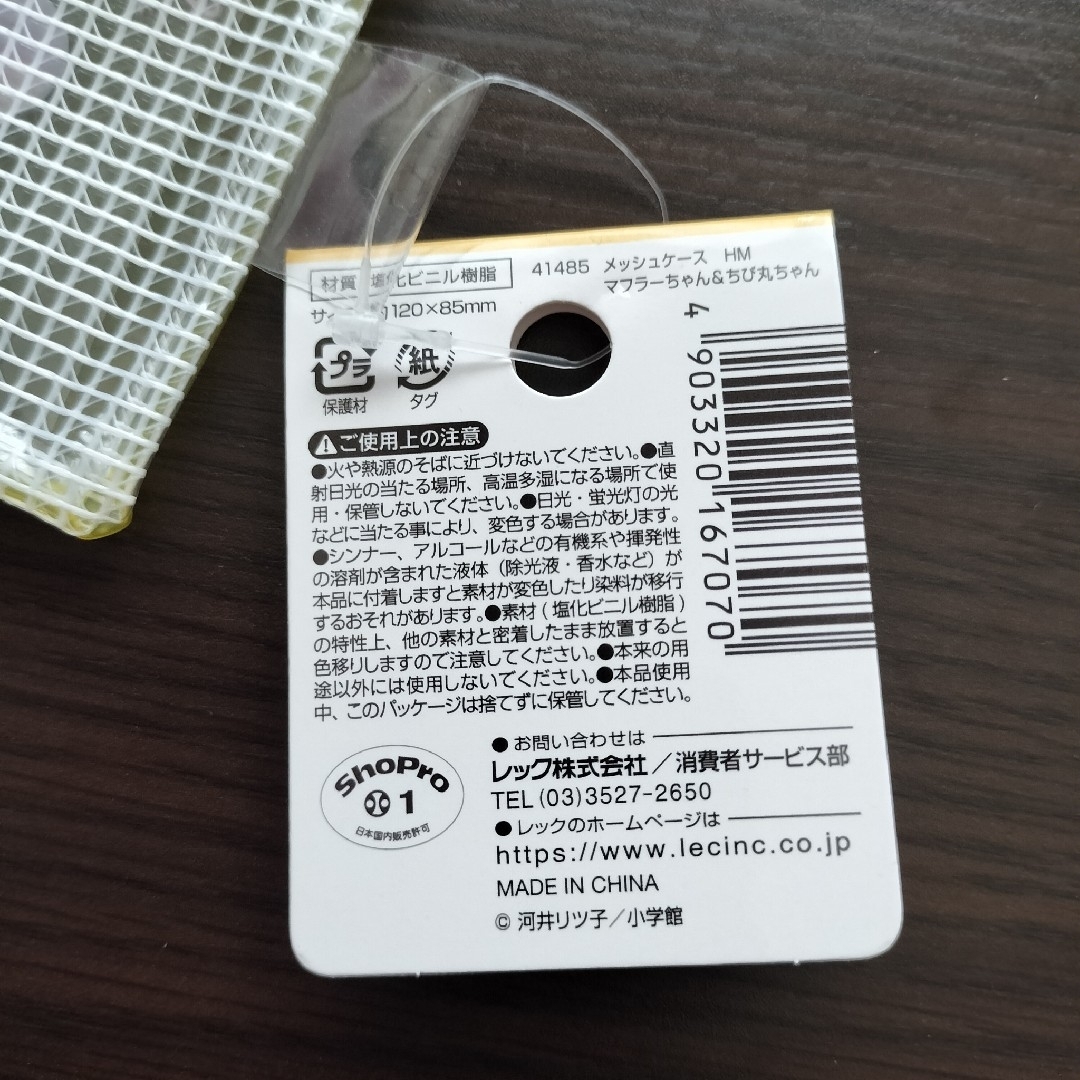 材質 塩化ビニル樹脂
41485 メッシュケース HM
マフラーちゃん&ちび丸ちゃん
サイ 120×85mm
プラ
保護材
紙
タグ
ご使用上の注意
●火や熱源のそばに近づけないでください。●直
射日光の当たる場所、高温多湿になる場所で使
用・保管しないでください。●日光・蛍光灯の光
などに当たる事により、変色する場合があります。
●シンナー、アルコールなどの有機系や揮発性
の溶剤が含まれた液体（除光液・香水など）が
本品に付着しますと素材が変色したり染料が移行
するおそれがあります。●素材(塩化ビニル樹脂)
の特性上、他の素材と密着したまま放置すると
色移りしますので注意してください。●本来の用
途以外には使用しないでください。●本品使用
中、このパッケージは捨てずに保管してください。
4 903320 167070
ShoPro
1
日本国内販売許可
●お問い合わせは
レック株式会社／消費者サービス部
TEL(03)3527-2650
●レックのホームページは
https://www.lecinc.co.jp
MADE IN CHINA
© 河井リツ子／小学館